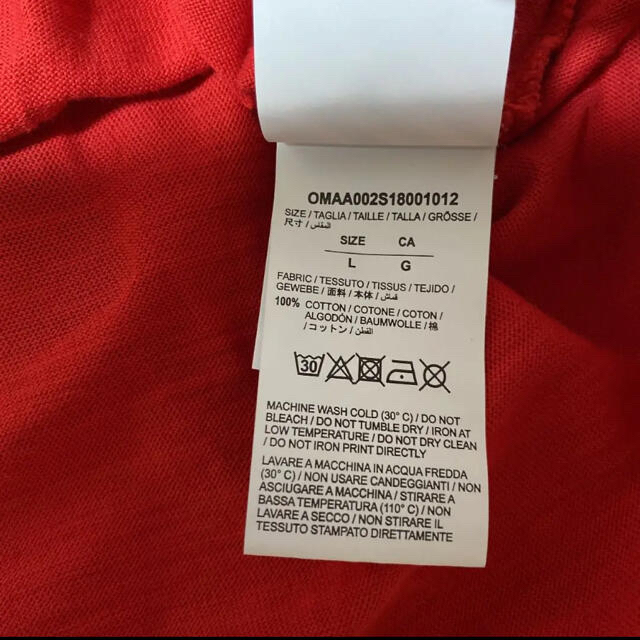 OMAA002S18001012
SIZE / TAGLIA / TAILLE / TALLA / GRÖSSE /
尺寸 / المقاس
SIZE CA
L G
FABRIC / TESSUTO / TISSUS / TEJIDO /
GEWEBE / 面料 / 本体 / قماش
100% COTTON / COTONE / COTON /
ALGODÓN / BAUMWOLLE / 棉
/ コットン / القطن
30
MACHINE WASH COLD (30° C) / DO NOT
BLEACH / DO NOT TUMBLE DRY / IRON AT
LOW TEMPERATURE / DO NOT DRY CLEAN
/ DO NOT IRON PRINT DIRECTLY
LAVARE A MACCHINA IN ACQUA FREDDA
(30° C) / NON USARE CANDEGGIANTI / NON
ASCIUGARE A MACCHINA / STIRARE A
BASSA TEMPERATURA (110° C) / NON
LAVARE A SECCO / NON STIRARE IL
TESSUTO STAMPATO DIRETTAMENTE